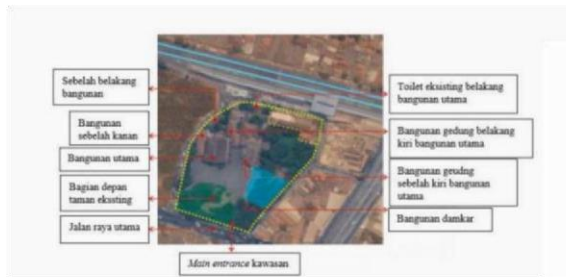 Sebelah belakang
bangunan
Bangunan
sebelah kanan
Bangunan utama
Bagian depan
taman eksisting
Jalan raya utama
Toilet eksisting belakang
bangunan utama
Bangunan gedung belakang
kiri bangunan utama
Bangunan geudng
sebelah kiri bangunan
utama
Bangunan damkar
Main entrance kawasan